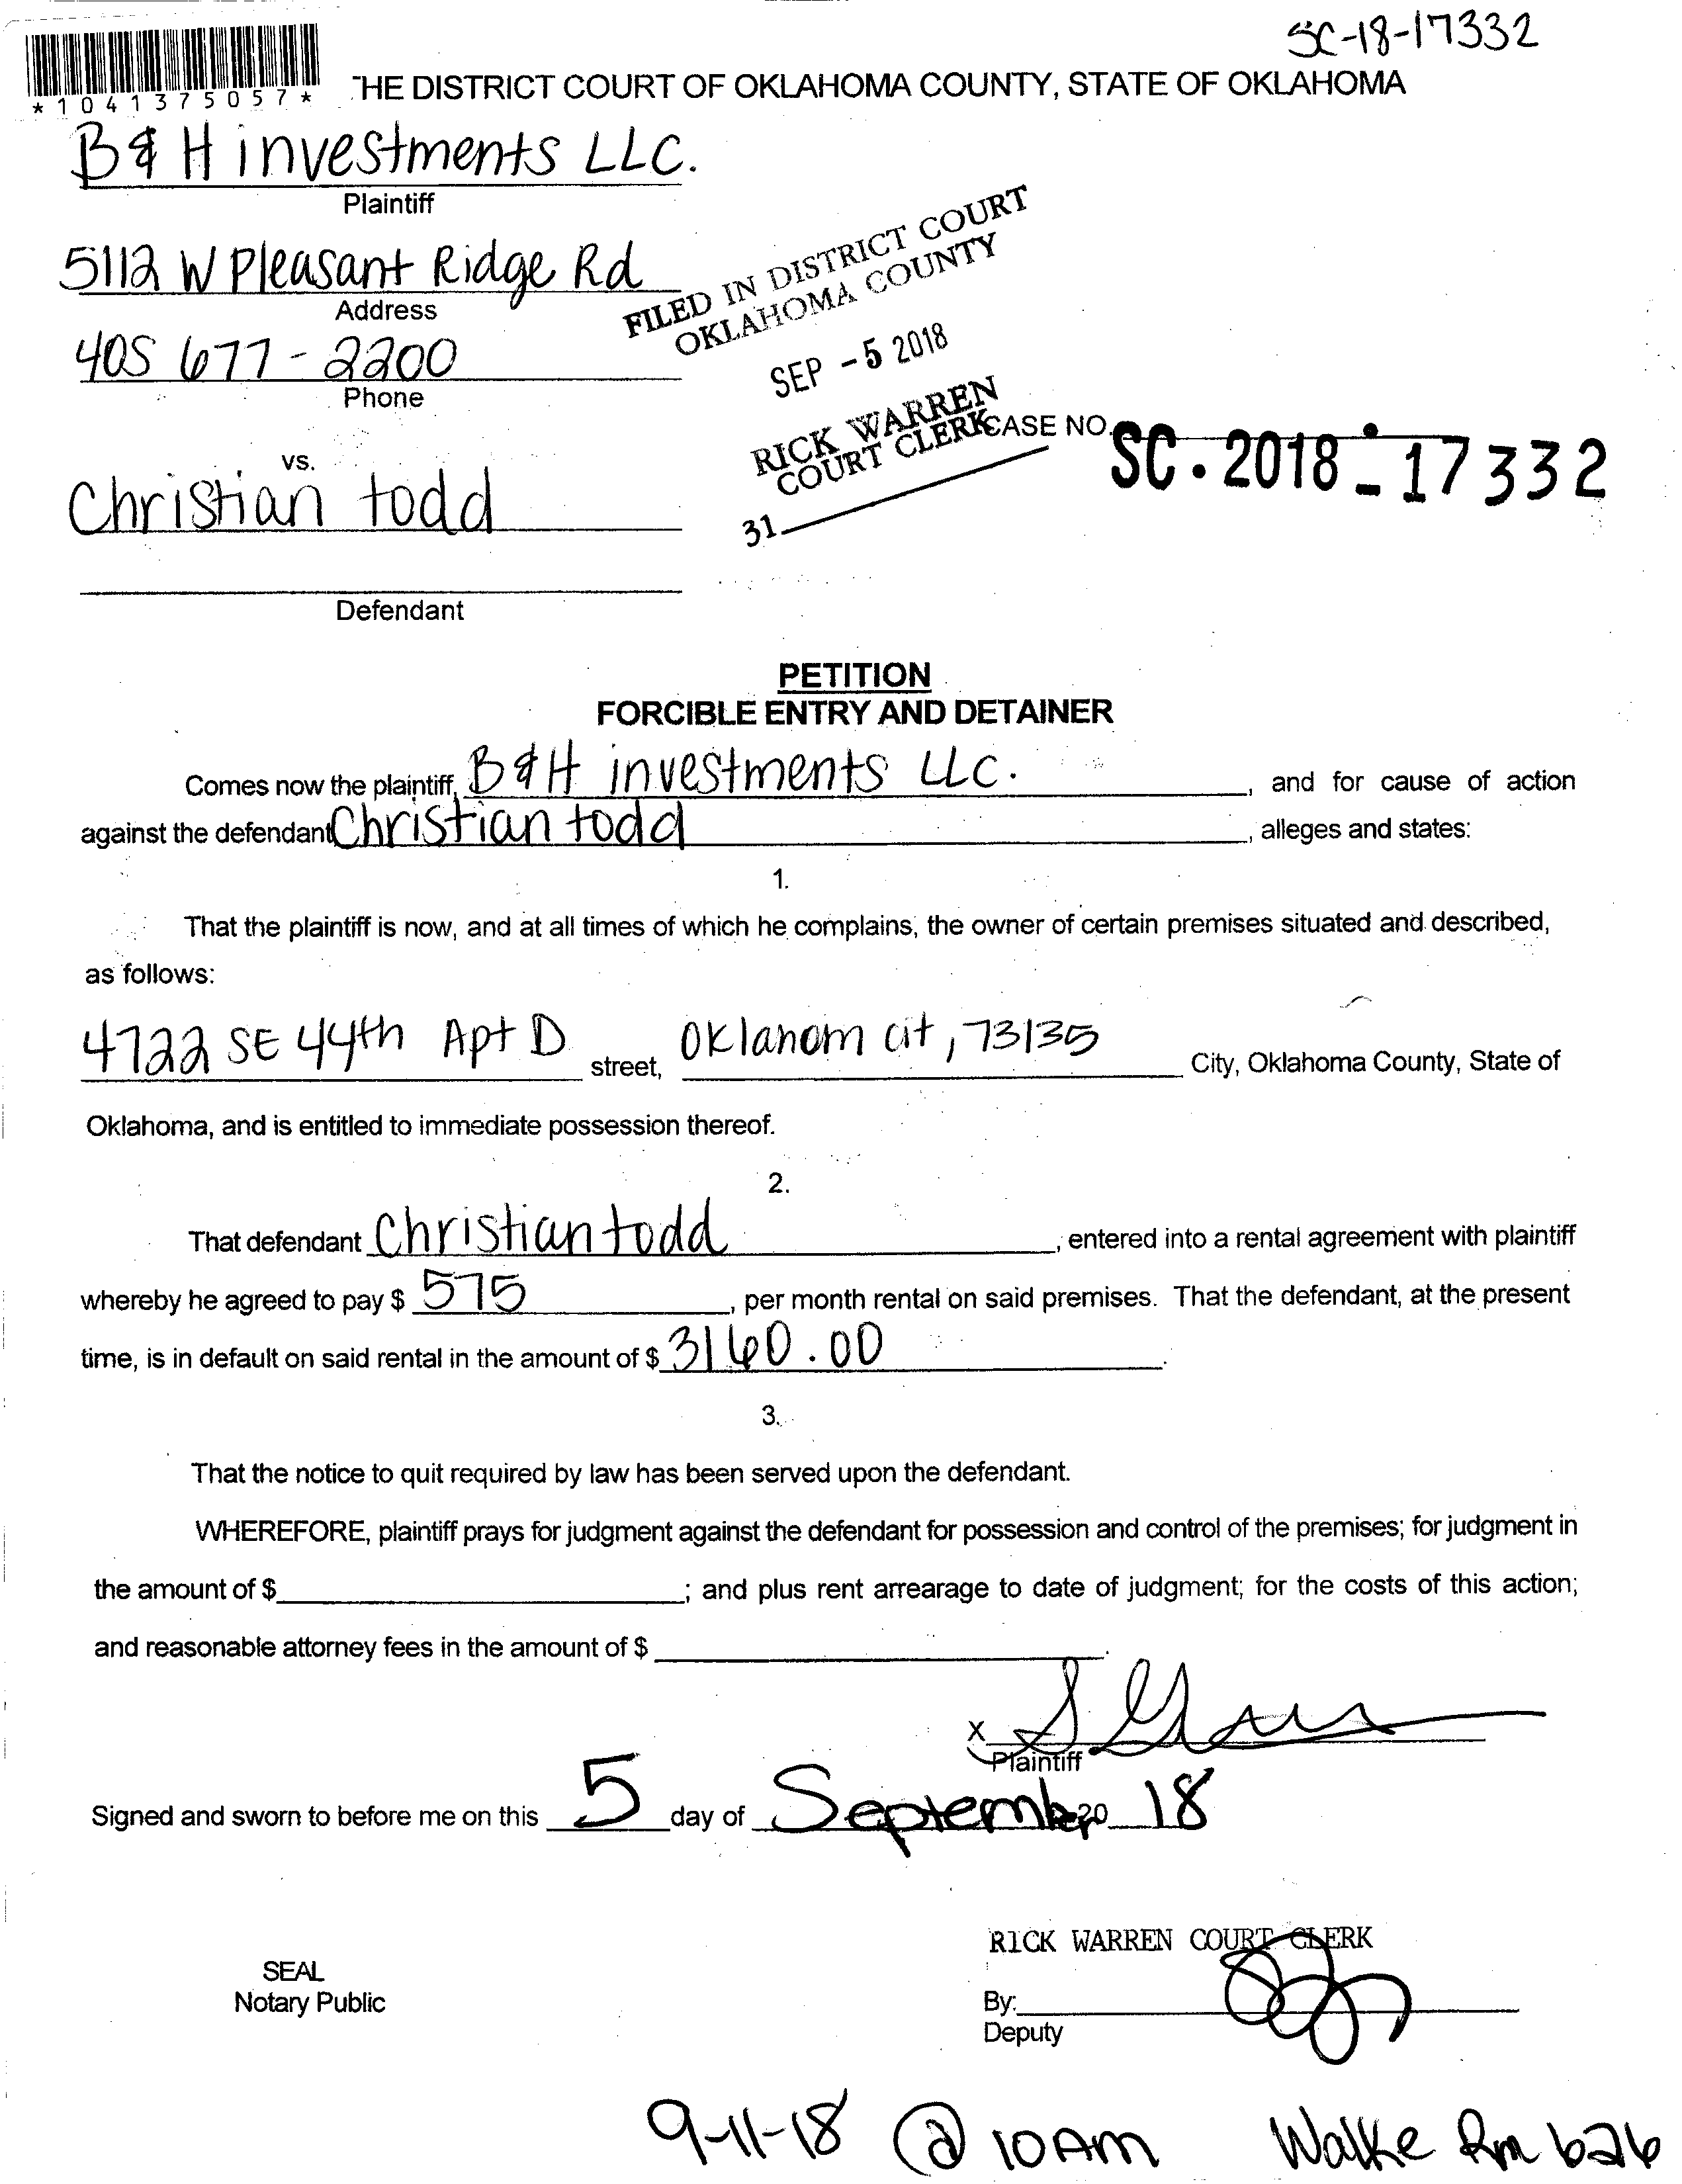 SC-18-17332
*1041375057*
THE DISTRICT COURT OF OKLAHOMA COUNTY, STATE OF OKLAHOMA
B & H investments LLC.
Plaintiff
5112 W Pleasant Ridge Rd
Address
405 677-2200
Phone
FILED IN DISTRICT COURT
OKLAHOMA COUNTY
SEP -5 2018
RICK WARREN
COURT CLERK
31
CASE NO. SC-2018-17332
vs.
Christian todd
Defendant
PETITION
FORCIBLE ENTRY AND DETAINER
Comes now the plaintiff, B & H investments LLC. , and for cause of action
against the defendant Christian todd , alleges and states:
1.
That the plaintiff is now, and at all times of which he complains, the owner of certain premises situated and described,
as follows:
4722 SE 44th Apt D street, Oklahom cit, 73135 City, Oklahoma County, State of
Oklahoma, and is entitled to immediate possession thereof.
2.
That defendant Christian todd , entered into a rental agreement with plaintiff
whereby he agreed to pay $ 575 , per month rental on said premises. That the defendant, at the present
time, is in default on said rental in the amount of $ 3160.00 .
3.
That the notice to quit required by law has been served upon the defendant.
WHEREFORE, plaintiff prays for judgment against the defendant for possession and control of the premises; for judgment in
the amount of $ ; and plus rent arrearage to date of judgment; for the costs of this action;
and reasonable attorney fees in the amount of $ .
X
Plaintiff
Signed and sworn to before me on this 5 day of September 20 18
RICK WARREN COURT CLERK
SEAL
Notary Public
By:
Deputy
9-11-18 @ 10 AM Walke Rm 626